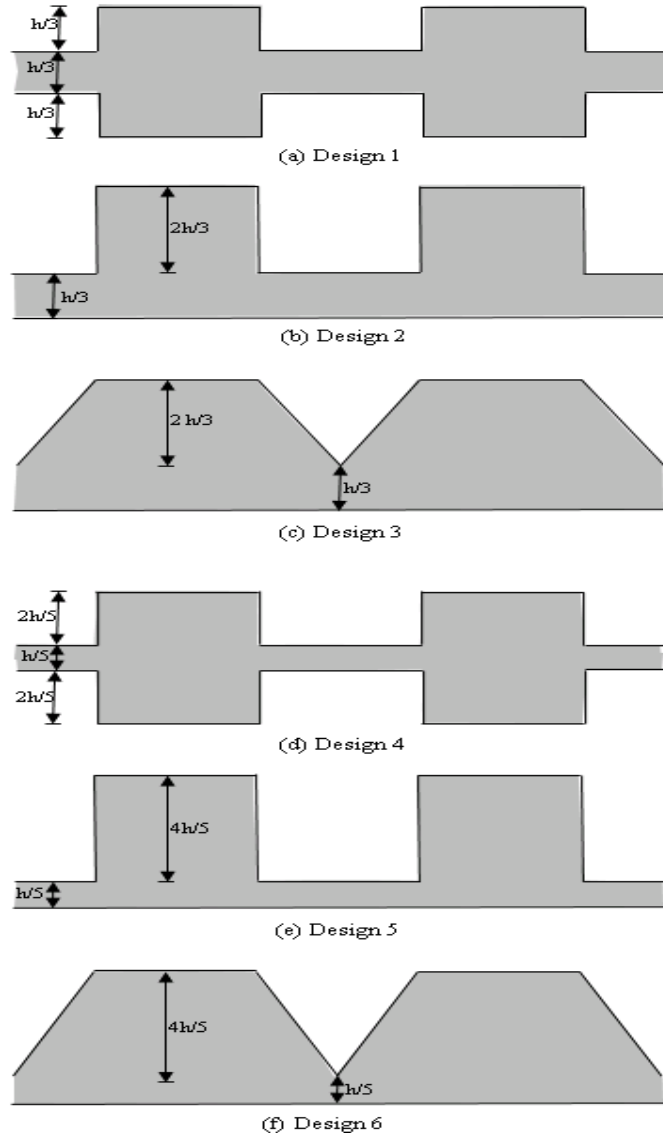 h/3
h/3
h/3
(a) Design 1
2h/3
h/3
(b) Design 2
2 h/3
h/3
(c) Design 3
2h/5
h/5
2h/5
(d) Design 4
4h/5
h/5
(e) Design 5
4h/5
h/5
(f) Design 6